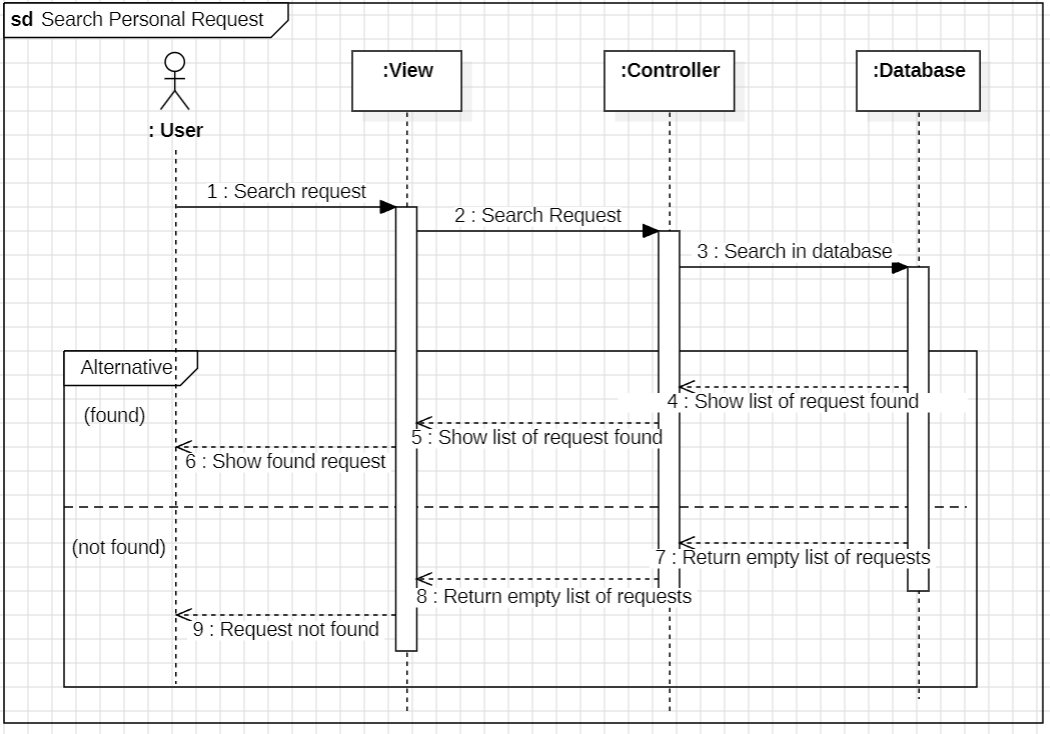 sd Search Personal Request
: User
:View
:Controller
:Database
1 : Search request
2 : Search Request
3 : Search in database
Alternative
(found)
4 : Show list of request found
5 : Show list of request found
6 : Show found request
(not found)
7 : Return empty list of requests
8 : Return empty list of requests
9 : Request not found